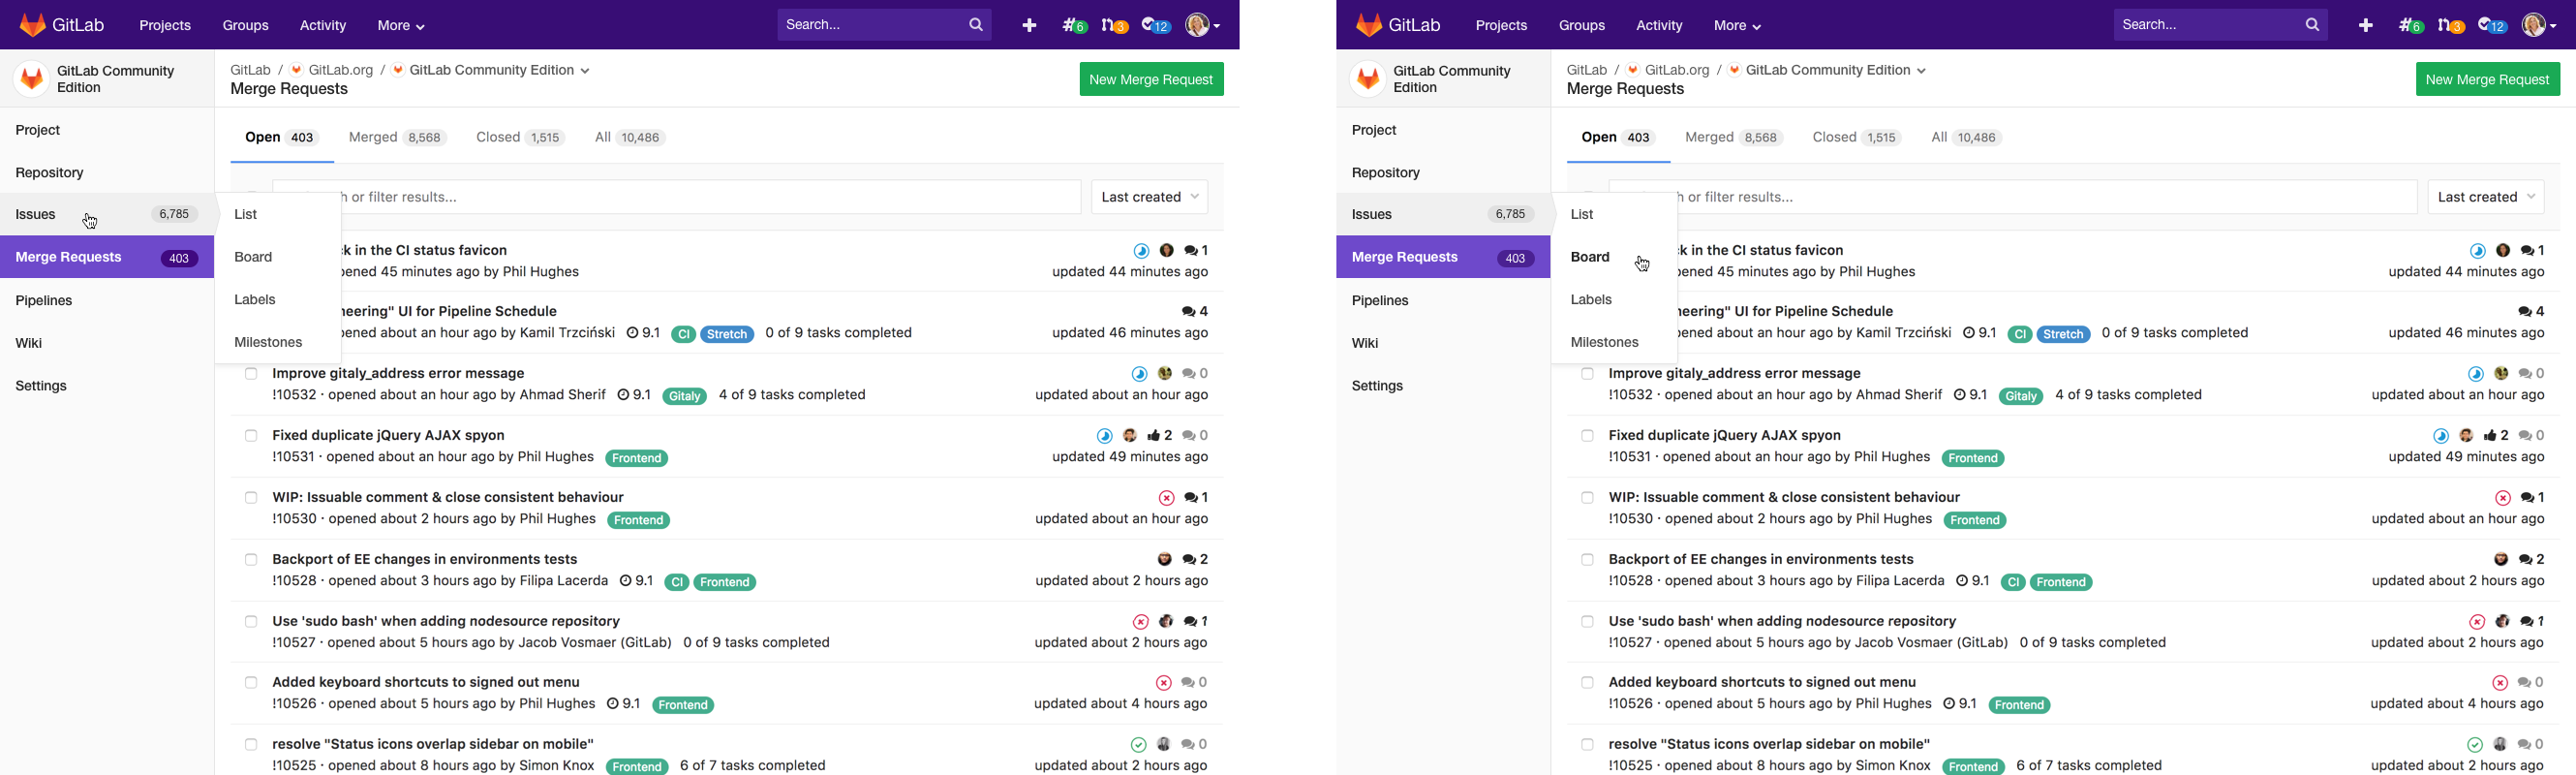 GitLab Projects Groups Activity More Search... 6 3 12
GitLab Community
Edition
GitLab / GitLab.org / GitLab Community Edition
Merge Requests
New Merge Request
Project
Repository
Issues 6,785
Merge Requests 403
Pipelines
Wiki
Settings
List
Board
Labels
Milestones
Open 403 Merged 8,568 Closed 1,515 All 10,486
or filter results... Last created
in the CI status favicon 1
45 minutes ago by Phil Hughes updated 44 minutes ago
UI for Pipeline Schedule 4
about an hour ago by Kamil Trzciński 9.1 CI Stretch 0 of 9 tasks completed updated 46 minutes ago
Improve gitaly_address error message 0
!10532 · opened about an hour ago by Ahmad Sherif 9.1 Gitaly 4 of 9 tasks completed updated about an hour ago
Fixed duplicate jQuery AJAX spyon 2 0
!10531 · opened about an hour ago by Phil Hughes Frontend updated 49 minutes ago
WIP: Issuable comment & close consistent behaviour 1
!10530 · opened about 2 hours ago by Phil Hughes Frontend updated about an hour ago
Backport of EE changes in environments tests 2
!10528 · opened about 3 hours ago by Filipa Lacerda 9.1 CI Frontend updated about 2 hours ago
Use 'sudo bash' when adding nodesource repository 1
!10527 · opened about 5 hours ago by Jacob Vosmaer (GitLab) 0 of 9 tasks completed updated about 2 hours ago
Added keyboard shortcuts to signed out menu 0
!10526 · opened about 5 hours ago by Phil Hughes 9.1 Frontend updated about 4 hours ago
resolve "Status icons overlap sidebar on mobile" 0
!10525 · opened about 8 hours ago by Simon Knox Frontend 6 of 7 tasks completed updated about 2 hours ago
GitLab Projects Groups Activity More Search... 6 3 12
GitLab Community
Edition
GitLab / GitLab.org / GitLab Community Edition
Merge Requests
New Merge Request
Project
Repository
Issues 6,785
Merge Requests 403
Pipelines
Wiki
Settings
List
Board
Labels
Milestones
Open 403 Merged 8,568 Closed 1,515 All 10,486
or filter results... Last created
in the CI status favicon 1
45 minutes ago by Phil Hughes updated 44 minutes ago
UI for Pipeline Schedule 4
about an hour ago by Kamil Trzciński 9.1 CI Stretch 0 of 9 tasks completed updated 46 minutes ago
Improve gitaly_address error message 0
!10532 · opened about an hour ago by Ahmad Sherif 9.1 Gitaly 4 of 9 tasks completed updated about an hour ago
Fixed duplicate jQuery AJAX spyon 2 0
!10531 · opened about an hour ago by Phil Hughes Frontend updated 49 minutes ago
WIP: Issuable comment & close consistent behaviour 1
!10530 · opened about 2 hours ago by Phil Hughes Frontend updated about an hour ago
Backport of EE changes in environments tests 2
!10528 · opened about 3 hours ago by Filipa Lacerda 9.1 CI Frontend updated about 2 hours ago
Use 'sudo bash' when adding nodesource repository 1
!10527 · opened about 5 hours ago by Jacob Vosmaer (GitLab) 0 of 9 tasks completed updated about 2 hours ago
Added keyboard shortcuts to signed out menu 0
!10526 · opened about 5 hours ago by Phil Hughes 9.1 Frontend updated about 4 hours ago
resolve "Status icons overlap sidebar on mobile" 0
!10525 · opened about 8 hours ago by Simon Knox Frontend 6 of 7 tasks completed updated about 2 hours ago